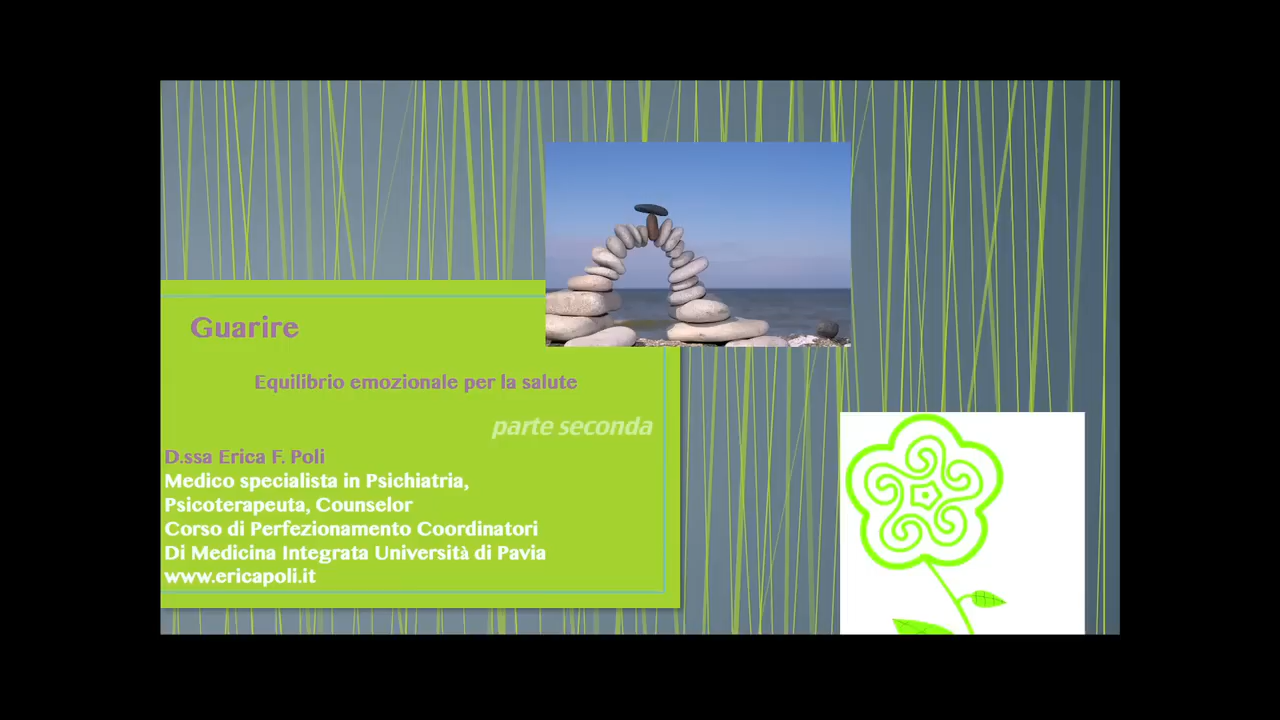 Guarire
Equilibrio emozionale per la salute
parte seconda
D.ssa Erica F. Poli
Medico specialista in Psichiatria,
Psicoterapeuta, Counselor
Corso di Perfezionamento Coordinatori
Di Medicina Integrata Università di Pavia
www.ericapoli.it